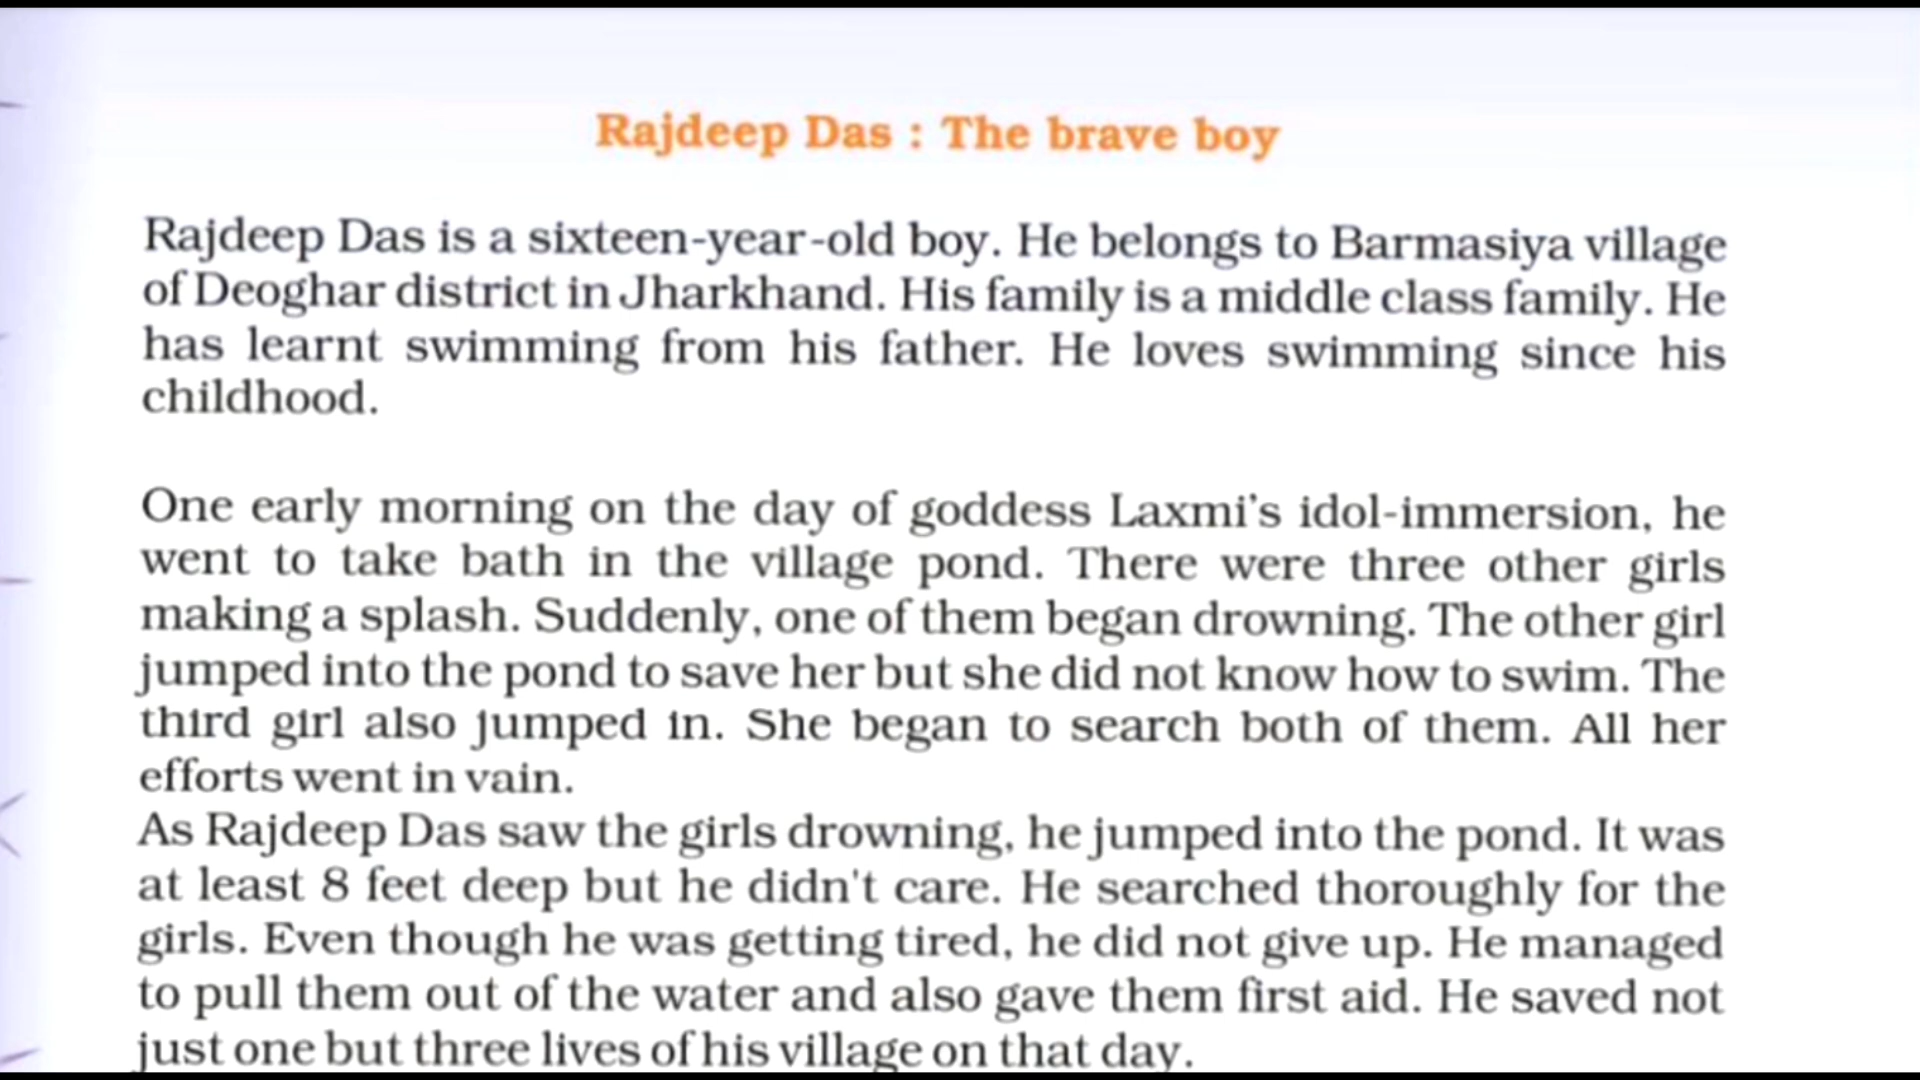 Rajdeep Das : The brave boy
Rajdeep Das is a sixteen-year-old boy. He belongs to Barmasiya village
of Deoghar district in Jharkhand. His family is a middle class family. He
has learnt swimming from his father. He loves swimming since his
childhood.
One early morning on the day of goddess Laxmi's idol-immersion, he
went to take bath in the village pond. There were three other girls
making a splash. Suddenly, one of them began drowning. The other girl
jumped into the pond to save her but she did not know how to swim. The
third girl also jumped in. She began to search both of them. All her
efforts went in vain.
As Rajdeep Das saw the girls drowning, he jumped into the pond. It was
at least 8 feet deep but he didn't care. He searched thoroughly for the
girls. Even though he was getting tired, he did not give up. He managed
to pull them out of the water and also gave them first aid. He saved not
just one but three lives of his village on that day.